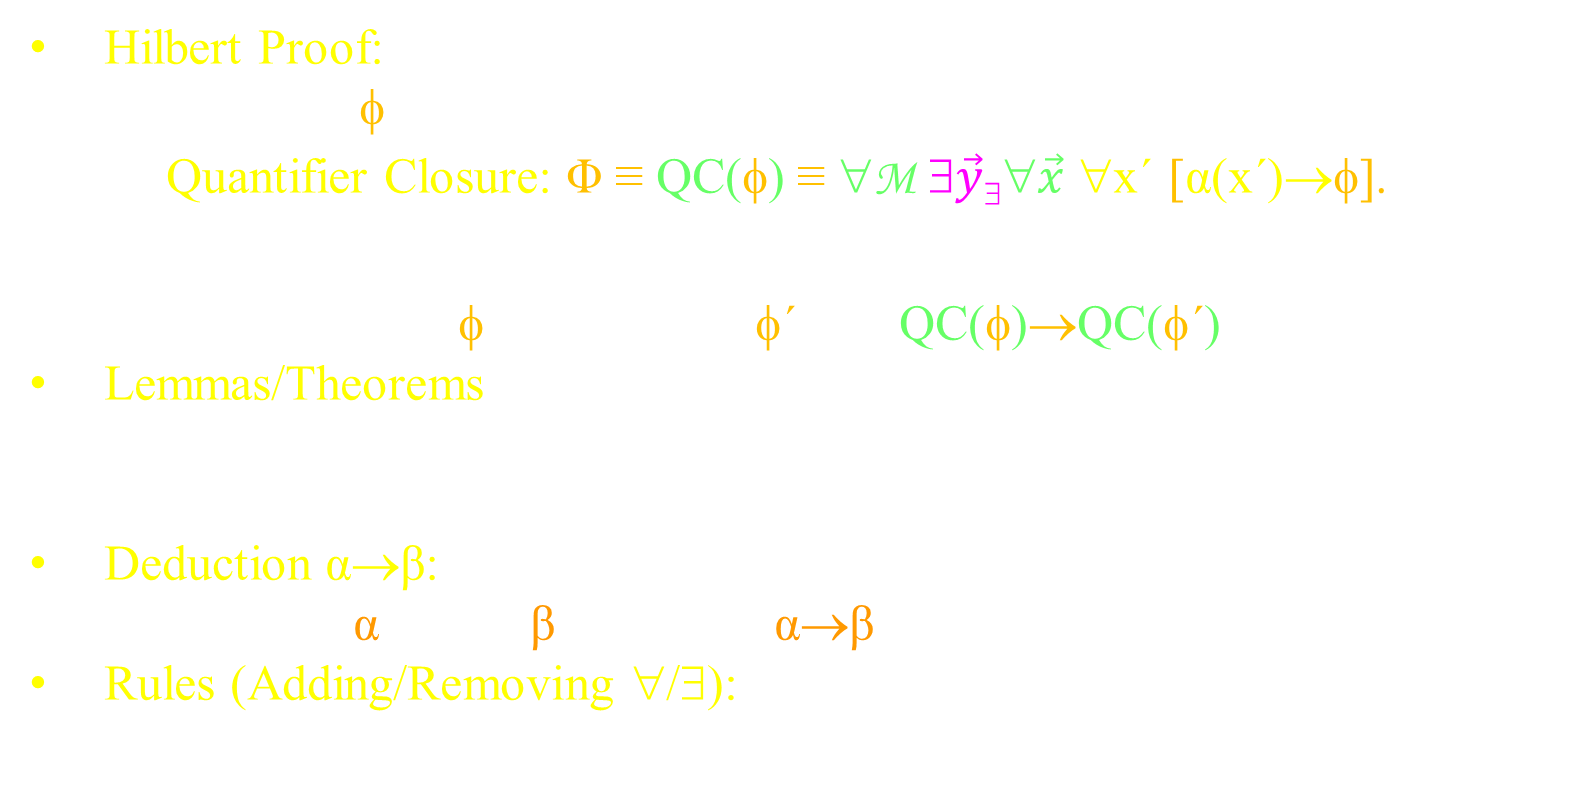 • Hilbert Proof:
ϕ
Quantifier Closure: Φ ≡ QC(ϕ) ≡ ∀ℳ ∃y⃗∃∀x⃗ ∀x´ [α(x´)→ϕ].
ϕ ϕ´ QC(ϕ)→QC(ϕ´)
• Lemmas/Theorems
• Deduction α→β:
α β α→β
• Rules (Adding/Removing ∀/∃):